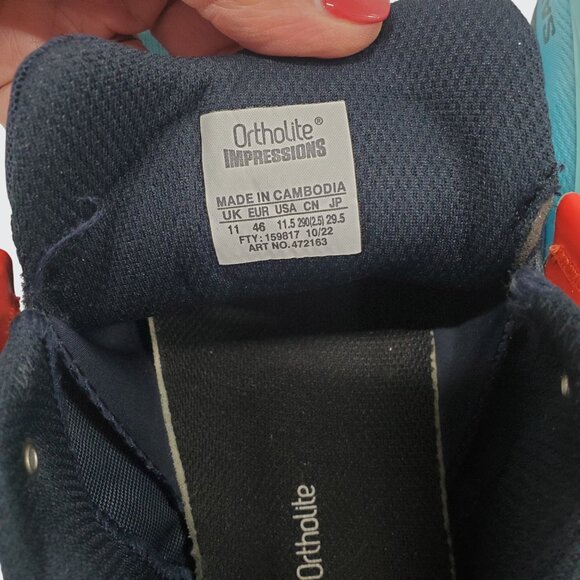 Ortholite®
IMPRESSIONS
MADE IN CAMBODIA
UK EUR USA CN JP
11 46 11.5 290(2.5) 29.5
FTY: 159817 10/22
ART NO.472163
Ortholite